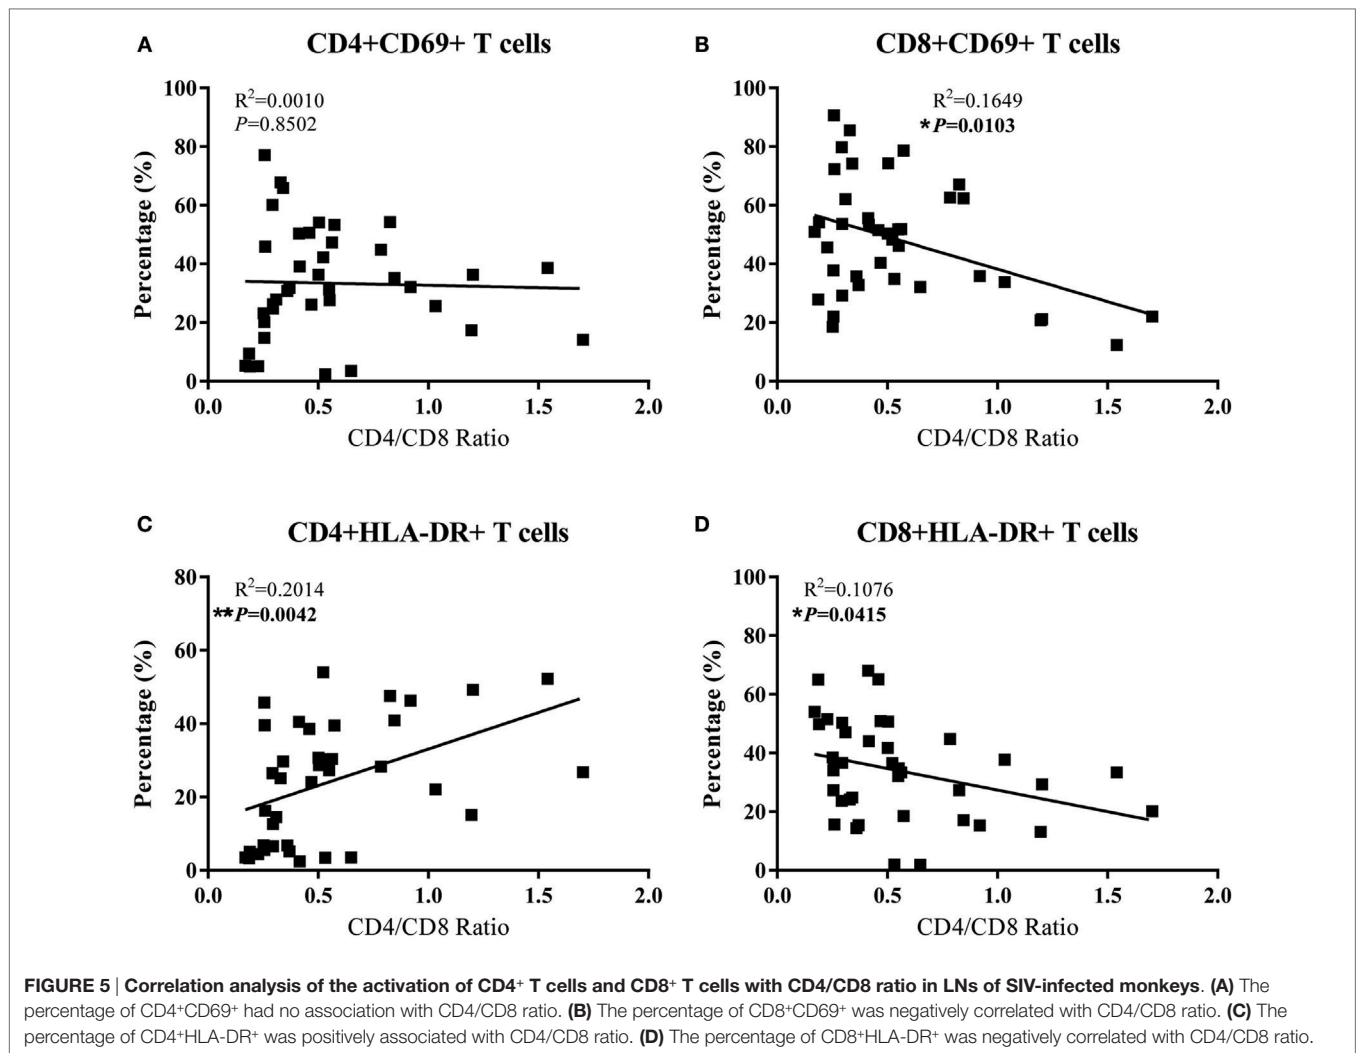 A
CD4+CD69+ T cells
R²=0.0010
P=0.8502
Percentage (%)
100
80
60
40
20
0
0.0 0.5 1.0 1.5 2.0
CD4/CD8 Ratio
B
CD8+CD69+ T cells
R²=0.1649
*P=0.0103
Percentage (%)
100
80
60
40
20
0
0.0 0.5 1.0 1.5 2.0
CD4/CD8 Ratio
C
CD4+HLA-DR+ T cells
R²=0.2014
**P=0.0042
Percentage (%)
80
60
40
20
0
0.0 0.5 1.0 1.5 2.0
CD4/CD8 Ratio
D
CD8+HLA-DR+ T cells
R²=0.1076
*P=0.0415
Percentage (%)
100
80
60
40
20
0
0.0 0.5 1.0 1.5 2.0
CD4/CD8 Ratio
FIGURE 5 | Correlation analysis of the activation of CD4⁺ T cells and CD8⁺ T cells with CD4/CD8 ratio in LNs of SIV-infected monkeys. (A) The
percentage of CD4⁺CD69⁺ had no association with CD4/CD8 ratio. (B) The percentage of CD8⁺CD69⁺ was negatively correlated with CD4/CD8 ratio. (C) The
percentage of CD4⁺HLA-DR⁺ was positively associated with CD4/CD8 ratio. (D) The percentage of CD8⁺HLA-DR⁺ was negatively correlated with CD4/CD8 ratio.